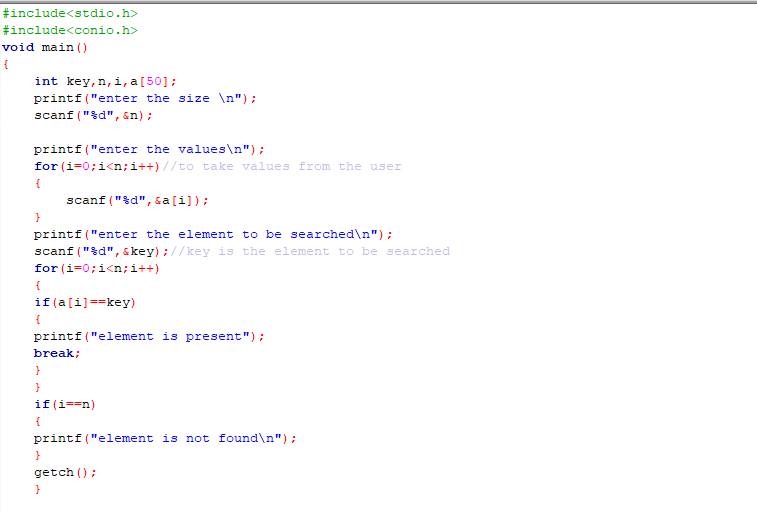 #include<stdio.h>
#include<conio.h>
void main()
{
    int key,n,i,a[50];
    printf("enter the size \n");
    scanf("%d",&n);

    printf("enter the values\n");
    for(i=0;i<n;i++)//to take values from the user
    {
        scanf("%d",&a[i]);
    }
    printf("enter the element to be searched\n");
    scanf("%d",&key);//key is the element to be searched
    for(i=0;i<n;i++)
    {
    if(a[i]==key)
    {
    printf("element is present");
    break;
    }
    }
    if(i==n)
    {
    printf("element is not found\n");
    }
    getch();
    }